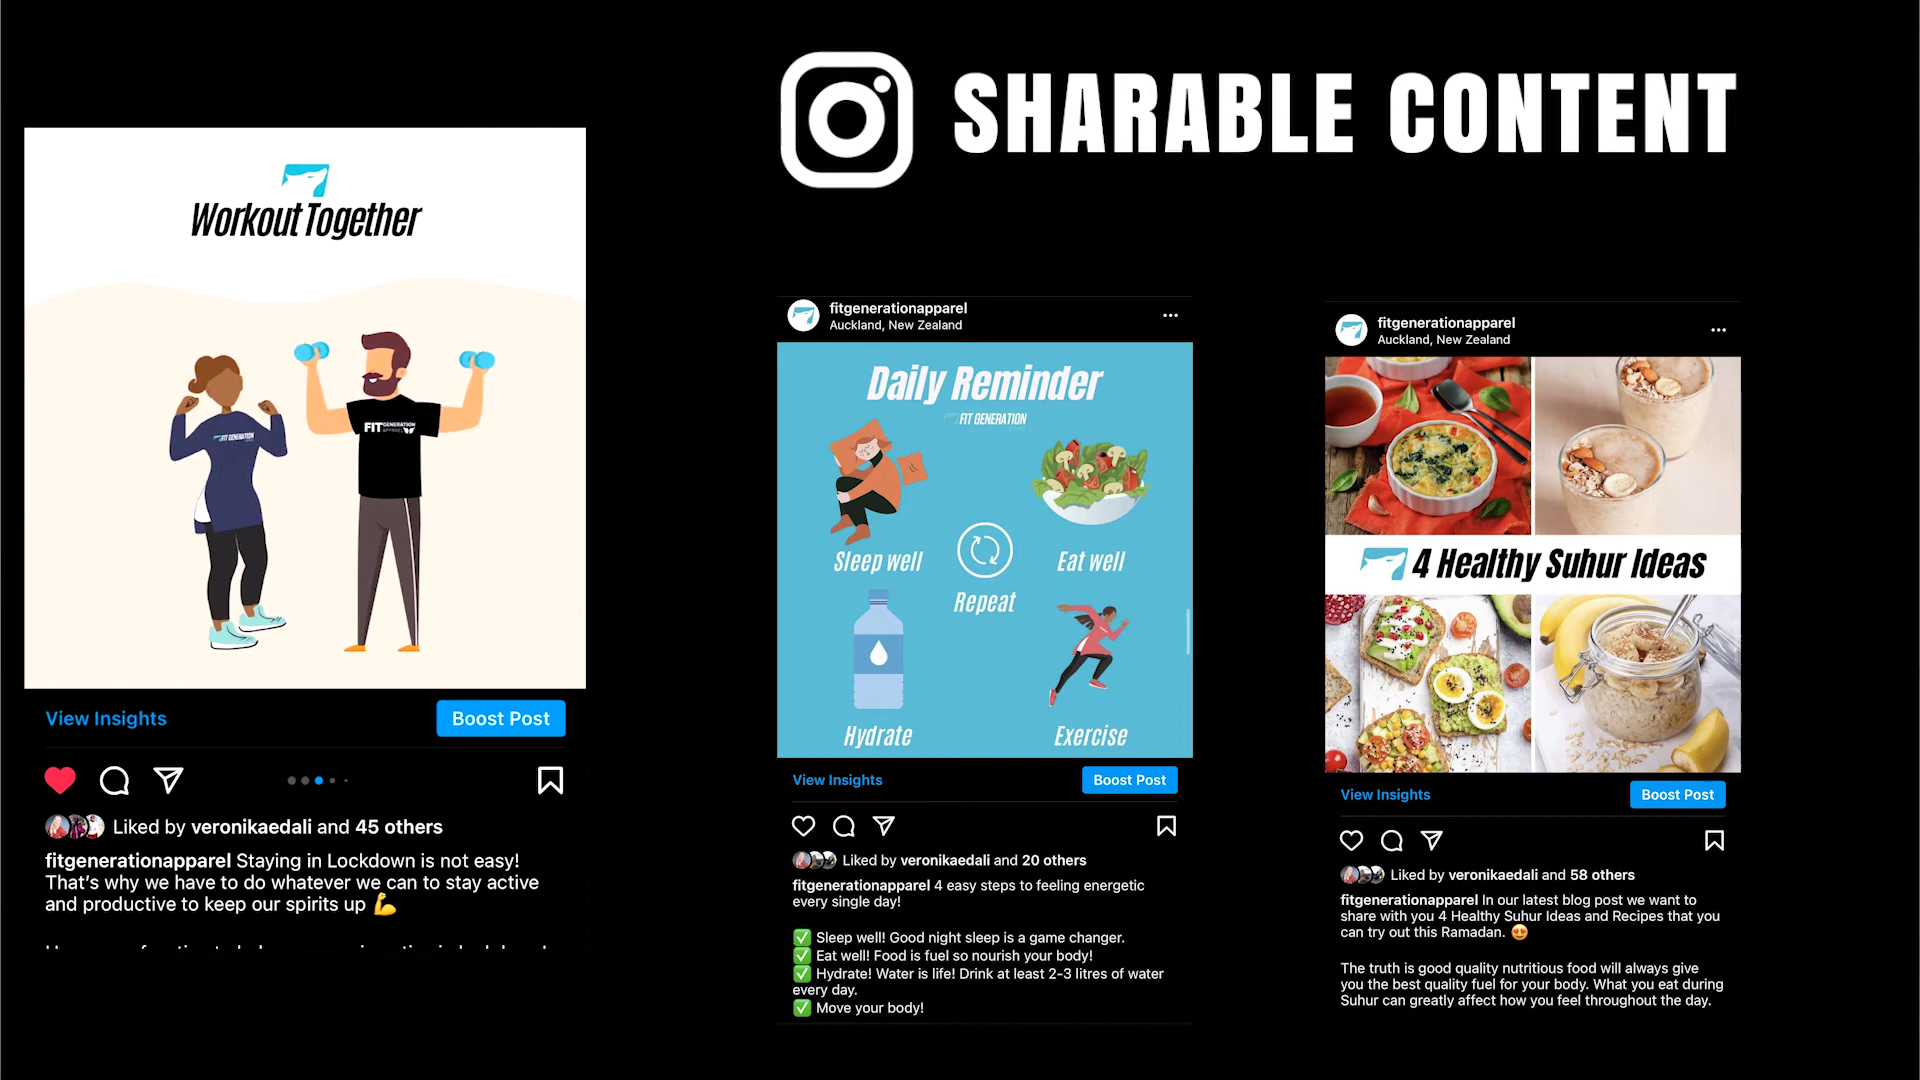 SHARABLE CONTENT
Workout Together
FIT GENERATION
FIT GENERATION
APPAREL
View Insights
Boost Post
Liked by veronikaedali and 45 others
fitgenerationapparel Staying in Lockdown is not easy!
That’s why we have to do whatever we can to stay active
and productive to keep our spirits up 💪
fitgenerationapparel
Auckland, New Zealand
Daily Reminder
FIT GENERATION
Sleep well
Eat well
Repeat
Hydrate
Exercise
View Insights
Boost Post
Liked by veronikaedali and 20 others
fitgenerationapparel 4 easy steps to feeling energetic
every single day!
✅ Sleep well! Good night sleep is a game changer.
✅ Eat well! Food is fuel so nourish your body!
✅ Hydrate! Water is life! Drink at least 2-3 litres of water
every day.
✅ Move your body!
fitgenerationapparel
Auckland, New Zealand
4 Healthy Suhur Ideas
View Insights
Boost Post
Liked by veronikaedali and 58 others
fitgenerationapparel In our latest blog post we want to
share with you 4 Healthy Suhur Ideas and Recipes that you
can try out this Ramadan. 😍
The truth is good quality nutritious food will always give
you the best quality fuel for your body. What you eat during
Suhur can greatly affect how you feel throughout the day.